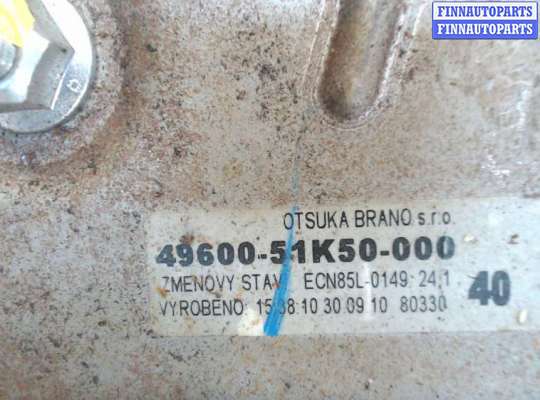 FINNAUTOPARTS
FINNAUTOPARTS
OTSUKA BRANO s.r.o
49600-51K50-000
ZMENOVY STAV ECN85L-0149 24.1
40
VYROBENO 15:38:10 30 09 10 80330